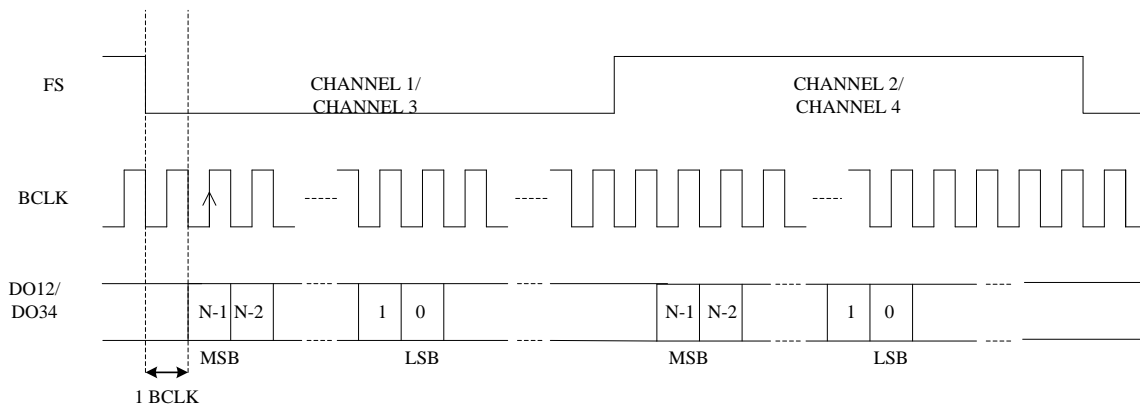 FS
CHANNEL 1/
CHANNEL 3
CHANNEL 2/
CHANNEL 4
BCLK
DO12/
DO34
N-1 N-2 1 0 N-1 N-2 1 0
MSB LSB MSB LSB
1 BCLK